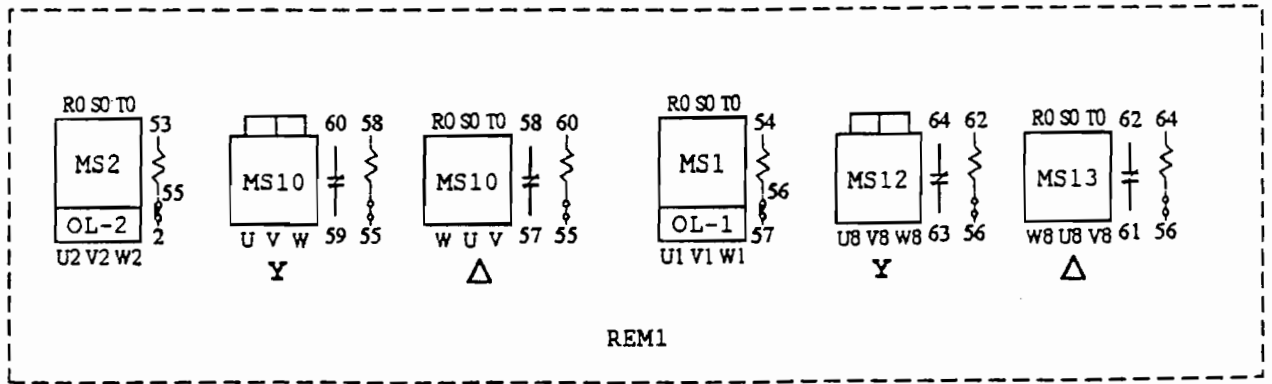 R0 S0 T0
53
MS2
55
OL-2
2
U2 V2 W2
60
58
MS10
U V W
59
55
Y
R0 S0 T0
58
60
MS10
W U V
57
55
Δ
R0 S0 T0
54
MS1
56
OL-1
57
U1 V1 W1
64
62
MS12
U8 V8 W8
63
56
Y
R0 S0 T0
62
64
MS13
W8 U8 V8
61
56
Δ
REM1